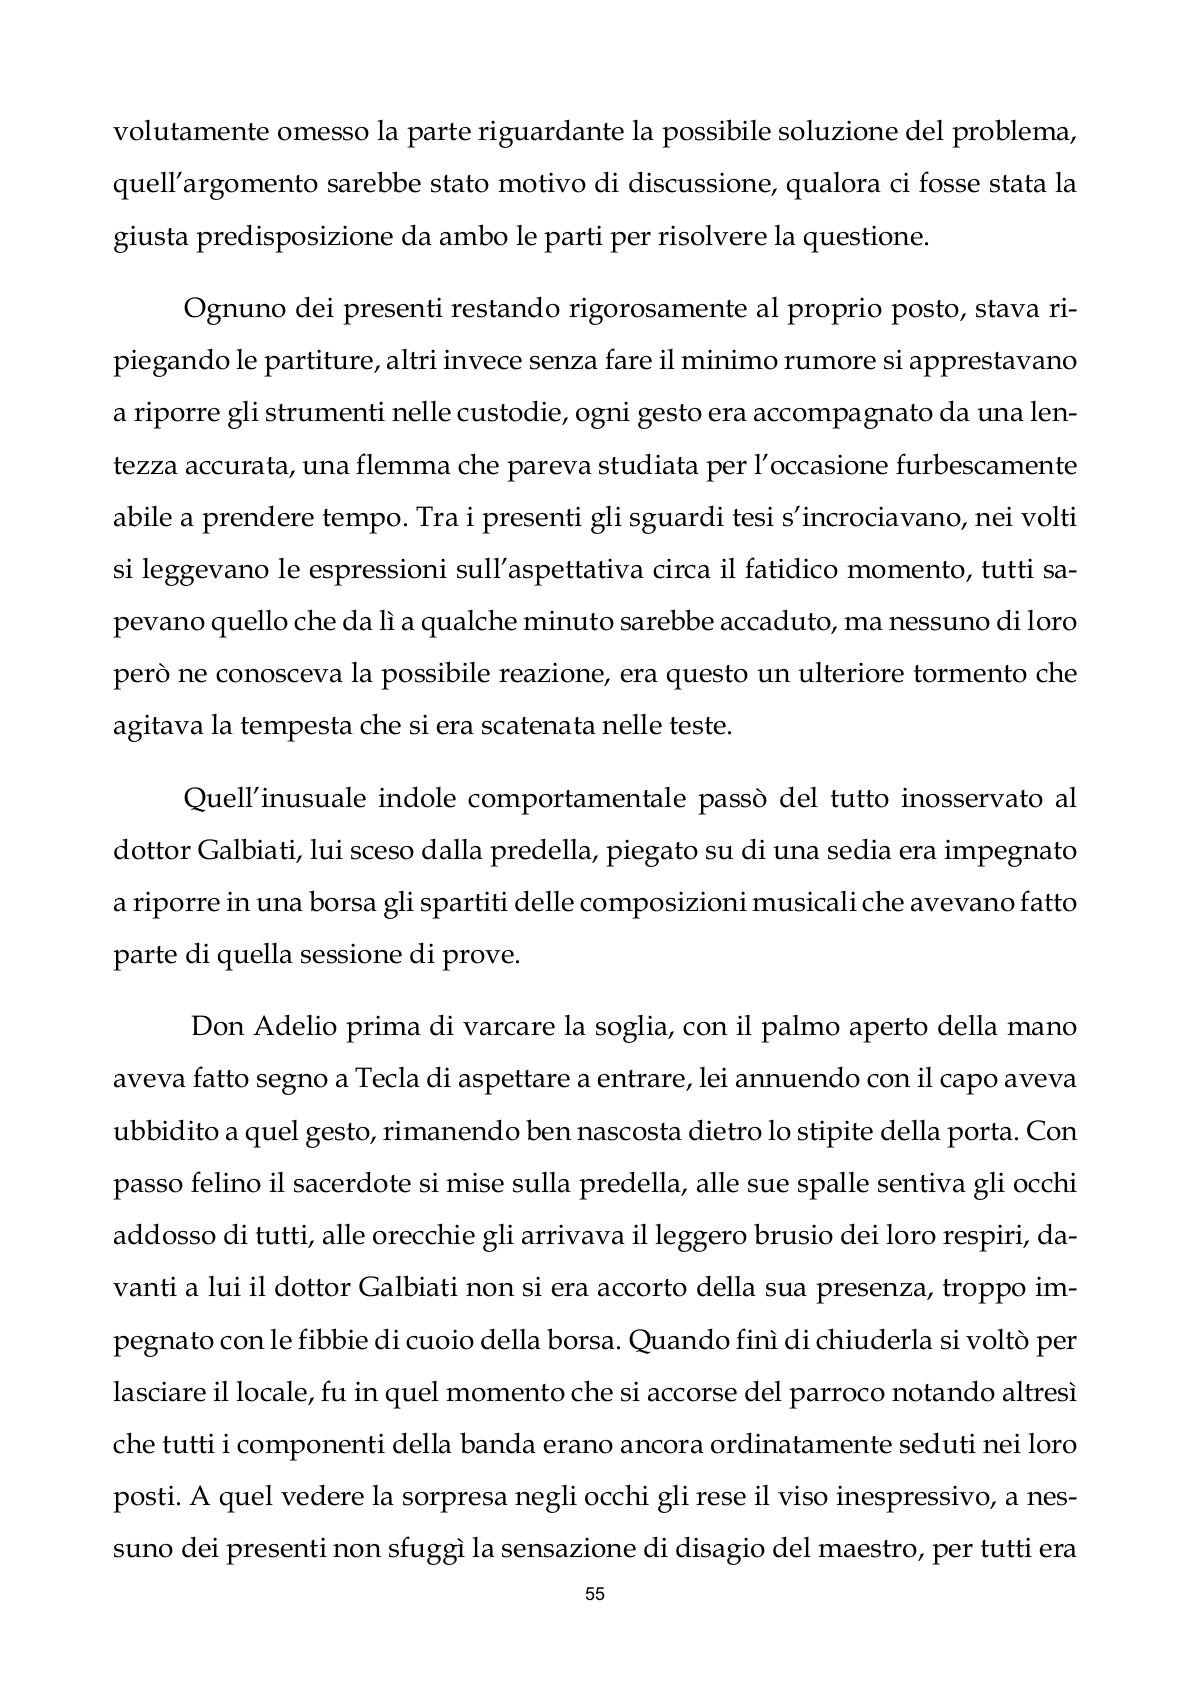 volutamente omesso la parte riguardante la possibile soluzione del problema,
quell’argomento sarebbe stato motivo di discussione, qualora ci fosse stata la
giusta predisposizione da ambo le parti per risolvere la questione.
Ognuno dei presenti restando rigorosamente al proprio posto, stava ri-
piegando le partiture, altri invece senza fare il minimo rumore si apprestavano
a riporre gli strumenti nelle custodie, ogni gesto era accompagnato da una len-
tezza accurata, una flemma che pareva studiata per l’occasione furbescamente
abile a prendere tempo. Tra i presenti gli sguardi tesi s’incrociavano, nei volti
si leggevano le espressioni sull’aspettativa circa il fatidico momento, tutti sa-
pevano quello che da lì a qualche minuto sarebbe accaduto, ma nessuno di loro
però ne conosceva la possibile reazione, era questo un ulteriore tormento che
agitava la tempesta che si era scatenata nelle teste.
Quell’inusuale indole comportamentale passò del tutto inosservato al
dottor Galbiati, lui sceso dalla predella, piegato su di una sedia era impegnato
a riporre in una borsa gli spartiti delle composizioni musicali che avevano fatto
parte di quella sessione di prove.
Don Adelio prima di varcare la soglia, con il palmo aperto della mano
aveva fatto segno a Tecla di aspettare a entrare, lei annuendo con il capo aveva
ubbidito a quel gesto, rimanendo ben nascosta dietro lo stipite della porta. Con
passo felino il sacerdote si mise sulla predella, alle sue spalle sentiva gli occhi
addosso di tutti, alle orecchie gli arrivava il leggero brusio dei loro respiri, da-
vanti a lui il dottor Galbiati non si era accorto della sua presenza, troppo im-
pegnato con le fibbie di cuoio della borsa. Quando finì di chiuderla si voltò per
lasciare il locale, fu in quel momento che si accorse del parroco notando altresì
che tutti i componenti della banda erano ancora ordinatamente seduti nei loro
posti. A quel vedere la sorpresa negli occhi gli rese il viso inespressivo, a nes-
suno dei presenti non sfuggì la sensazione di disagio del maestro, per tutti era
55